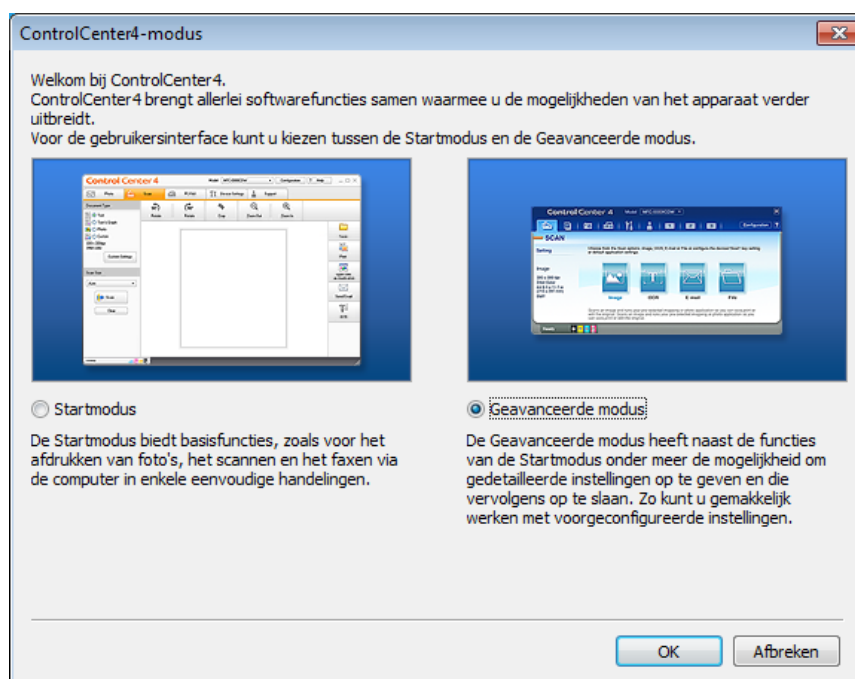 ControlCenter4-modus
Welkom bij ControlCenter4.
ControlCenter4 brengt allerlei softwarefuncties samen waarmee u de mogelijkheden van het apparaat verder
uitbreidt.
Voor de gebruikersinterface kunt u kiezen tussen de Startmodus en de Geavanceerde modus.
Control Center 4
Control Center 4
SCAN
Setting
Image
Image
OCR
E-mail
File
Startmodus
Geavanceerde modus
De Startmodus biedt basisfuncties, zoals voor het
afdrukken van foto's, het scannen en het faxen via
de computer in enkele eenvoudige handelingen.
De Geavanceerde modus heeft naast de functies
van de Startmodus onder meer de mogelijkheid om
gedetailleerde instellingen op te geven en die
vervolgens op te slaan. Zo kunt u gemakkelijk
werken met voorgeconfigureerde instellingen.
OK
Afbreken